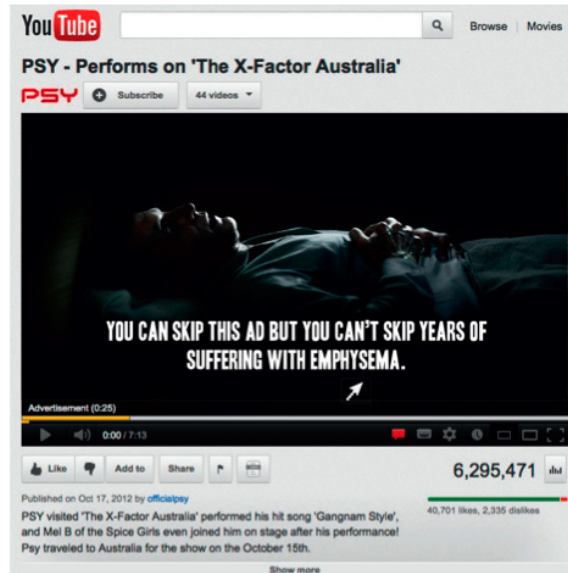 YouTube
Browse | Movies
PSY - Performs on 'The X-Factor Australia'
PSY
Subscribe
44 videos
YOU CAN SKIP THIS AD BUT YOU CAN'T SKIP YEARS OF
SUFFERING WITH EMPHYSEMA.
Advertisement (0:25)
0:00 / 7:13
Like
Add to
Share
6,295,471
Published on Oct 17, 2012 by officialpsy
40,701 likes, 2,335 dislikes
PSY visited 'The X-Factor Australia' performed his hit song 'Gangnam Style',
and Mel B of the Spice Girls even joined him on stage after his performance!
Psy traveled to Australia for the show on the October 15th.
Show more